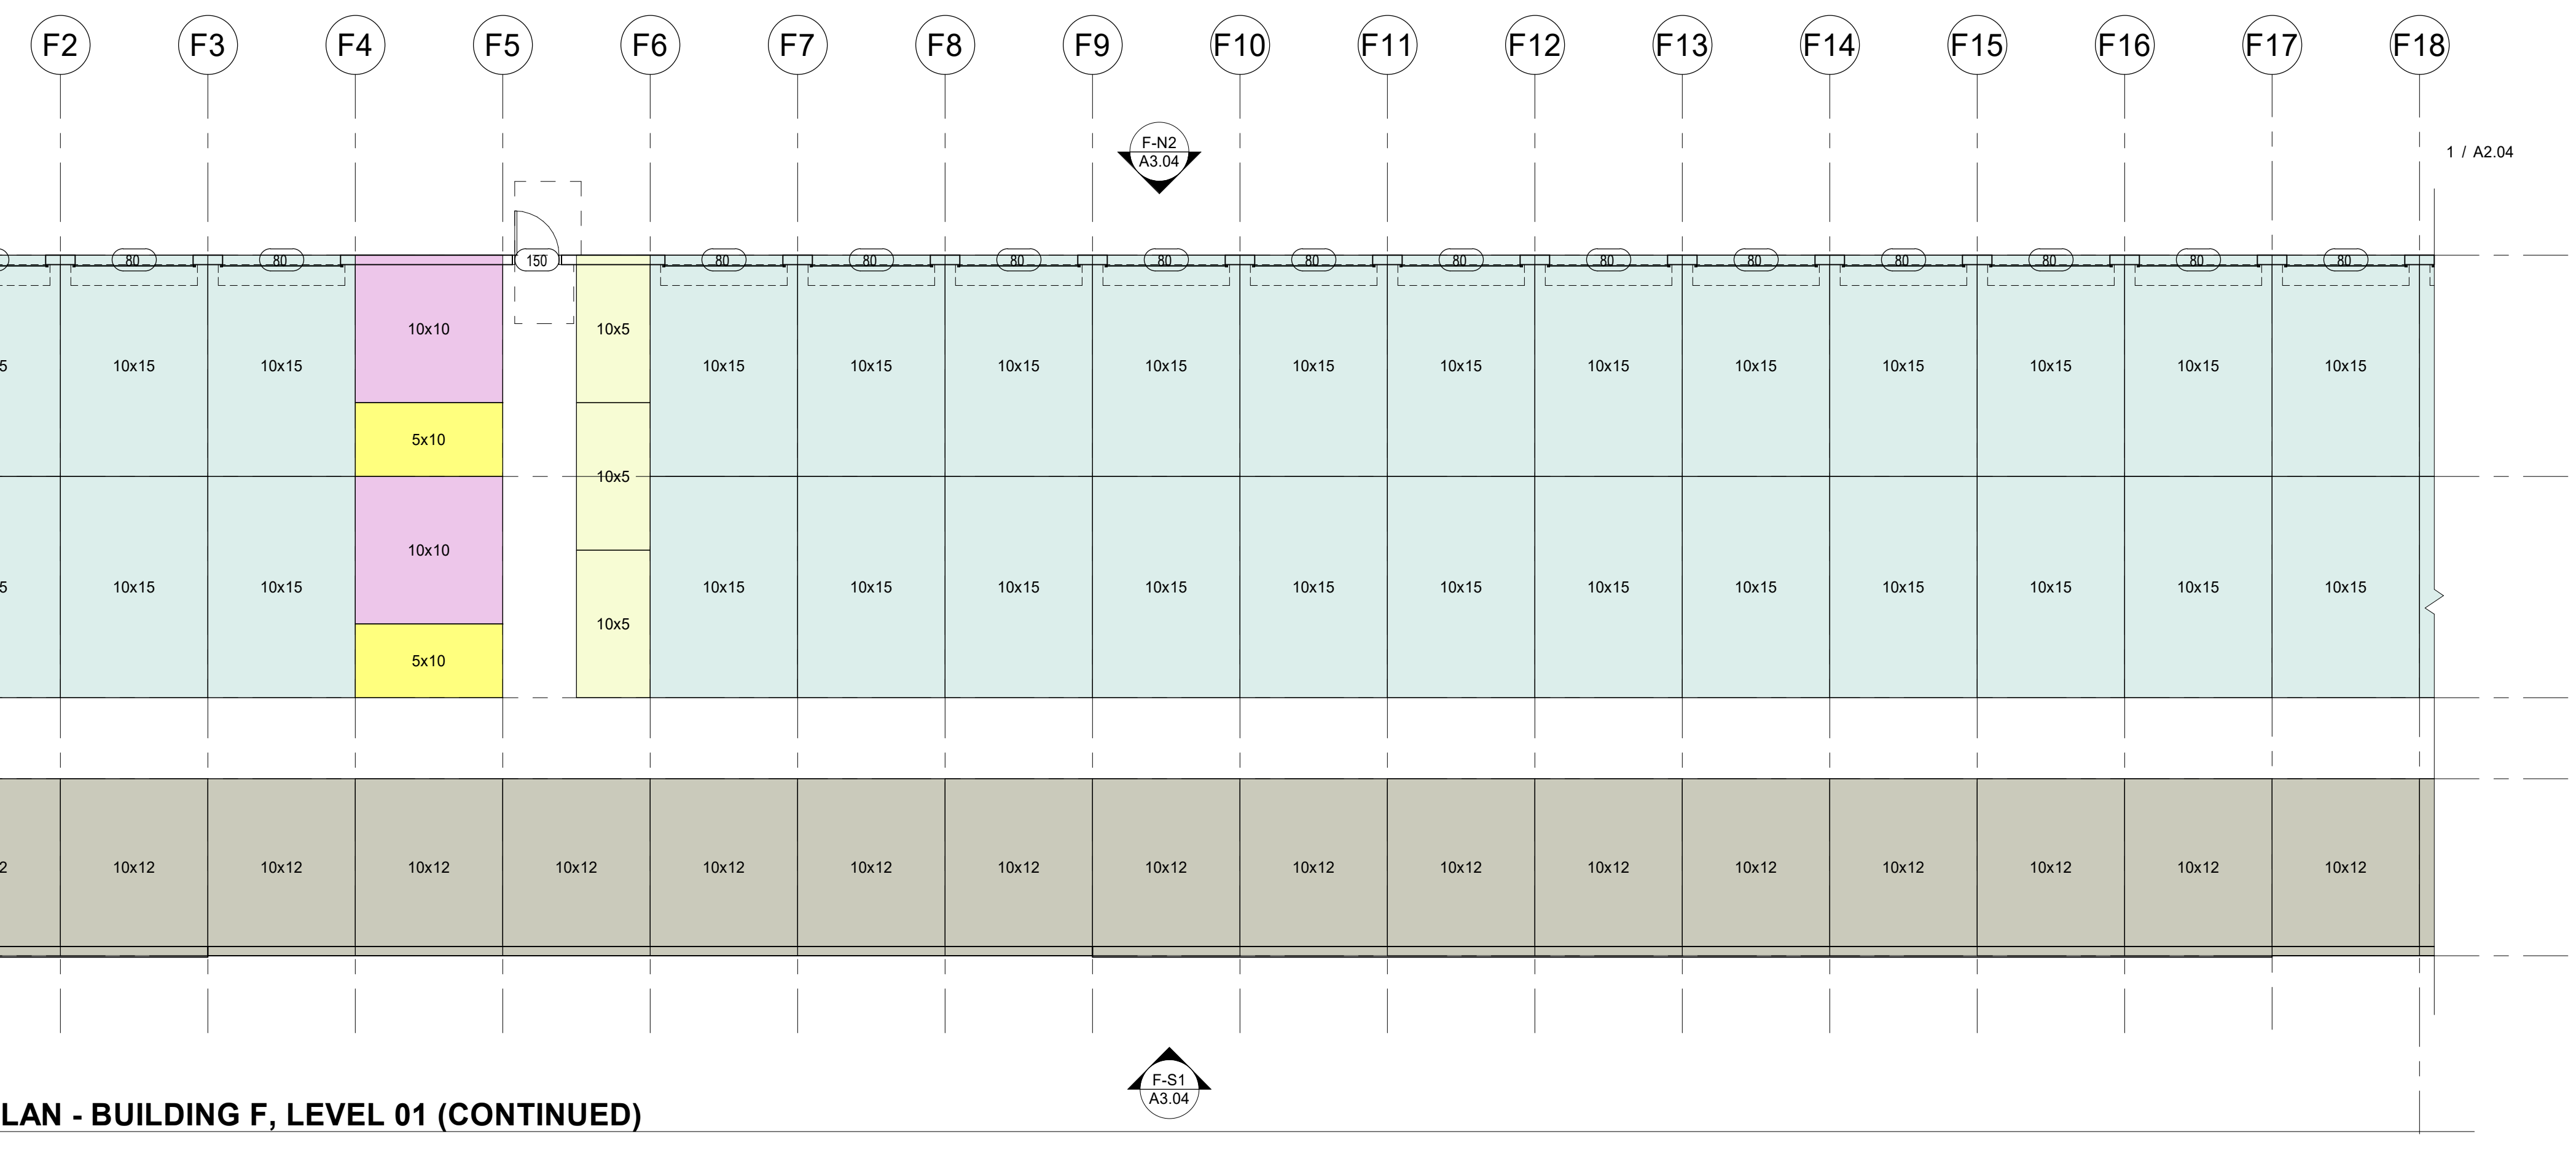 F2 F3 F4 F5 F6 F7 F8 F9 F10 F11 F12 F13 F14 F15 F16 F17 F18
F-N2
A3.04
1 / A2.04
80 80 150 80 80 80 80 80 80 80 80 80 80 80 80
10x10 10x5
5 10x15 10x15 10x15 10x15 10x15 10x15 10x15 10x15 10x15 10x15 10x15 10x15 10x15 10x15
5x10
10x5
10x10
5 10x15 10x15 10x15 10x15 10x15 10x15 10x15 10x15 10x15 10x15 10x15 10x15 10x15 10x15
10x5
5x10
2 10x12 10x12 10x12 10x12 10x12 10x12 10x12 10x12 10x12 10x12 10x12 10x12 10x12 10x12 10x12 10x12
F-S1
A3.04
LAN - BUILDING F, LEVEL 01 (CONTINUED)